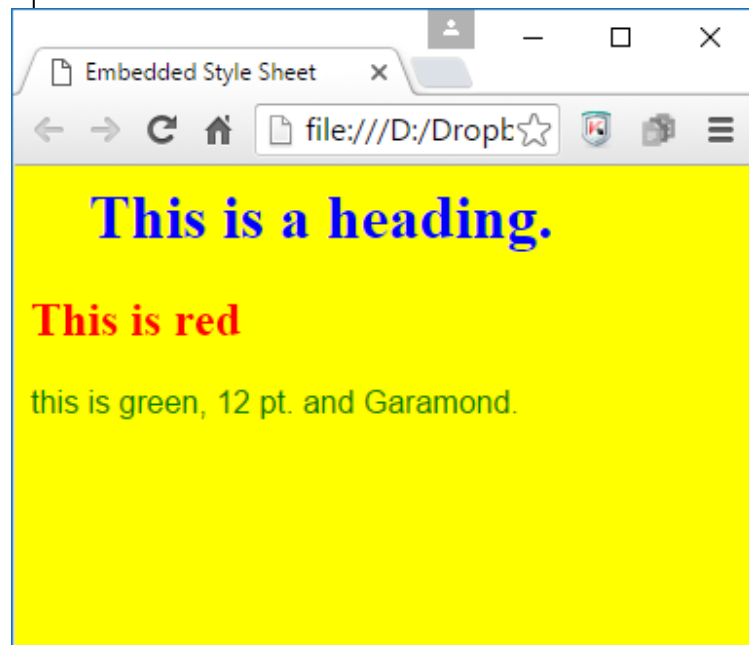 Embedded Style Sheet
file:///D:/Dropb
This is a heading.
This is red
this is green, 12 pt. and Garamond.